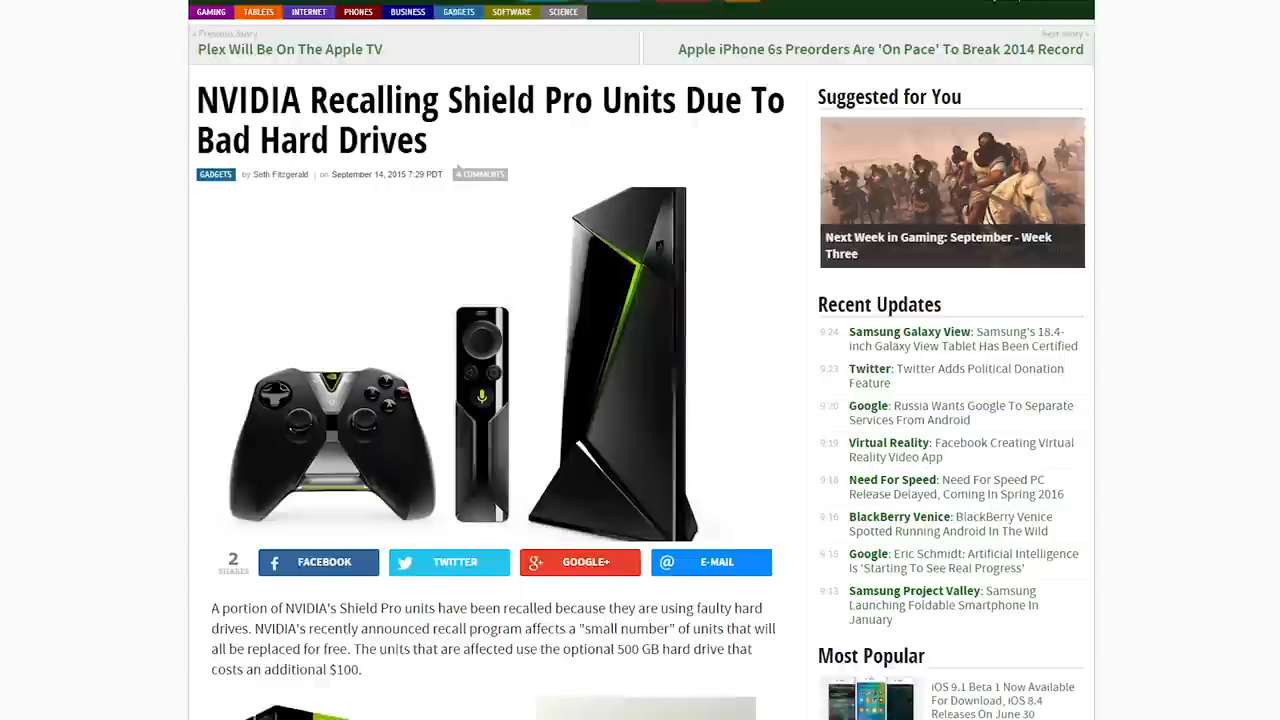 GAMING TABLETS INTERNET PHONES BUSINESS GADGETS SOFTWARE SCIENCE
« Previous Story
Plex Will Be On The Apple TV
Next Story »
Apple iPhone 6s Preorders Are 'On Pace' To Break 2014 Record
NVIDIA Recalling Shield Pro Units Due To
Bad Hard Drives
GADGETS by Seth Fitzgerald | on September 14, 2015 7:29 PDT 4 COMMENTS
2
SHARES
FACEBOOK
TWITTER
GOOGLE+
E-MAIL
A portion of NVIDIA's Shield Pro units have been recalled because they are using faulty hard
drives. NVIDIA's recently announced recall program affects a "small number" of units that will
all be replaced for free. The units that are affected use the optional 500 GB hard drive that
costs an additional $100.
Suggested for You
Next Week in Gaming: September - Week
Three
Recent Updates
9.24 Samsung Galaxy View: Samsung's 18.4-
inch Galaxy View Tablet Has Been Certified
9.23 Twitter: Twitter Adds Political Donation
Feature
9.20 Google: Russia Wants Google To Separate
Services From Android
9.19 Virtual Reality: Facebook Creating Virtual
Reality Video App
9.18 Need For Speed: Need For Speed PC
Release Delayed, Coming In Spring 2016
9.16 BlackBerry Venice: BlackBerry Venice
Spotted Running Android In The Wild
9.15 Google: Eric Schmidt: Artificial Intelligence
Is 'Starting To See Real Progress'
9.13 Samsung Project Valley: Samsung
Launching Foldable Smartphone In
January
Most Popular
iOS 9.1 Beta 1 Now Available
For Download, iOS 8.4
Releases On June 30